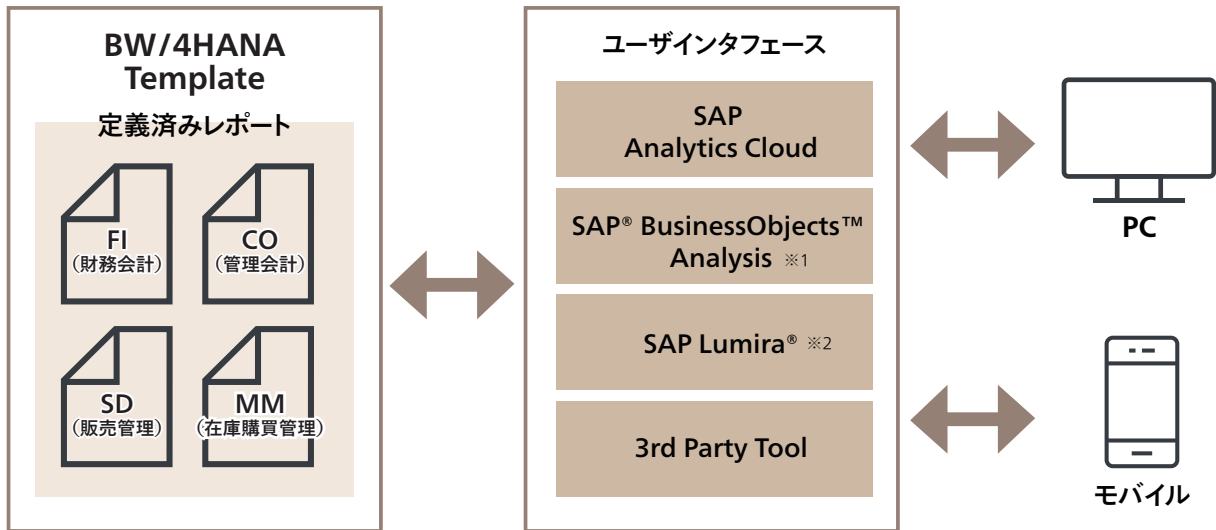 BW/4HANA
Template
定義済みレポート
FI
(財務会計)
CO
(管理会計)
SD
(販売管理)
MM
(在庫購買管理)
ユーザインタフェース
SAP
Analytics Cloud
SAP® BusinessObjects™
Analysis ※1
SAP Lumira® ※2
3rd Party Tool
PC
モバイル